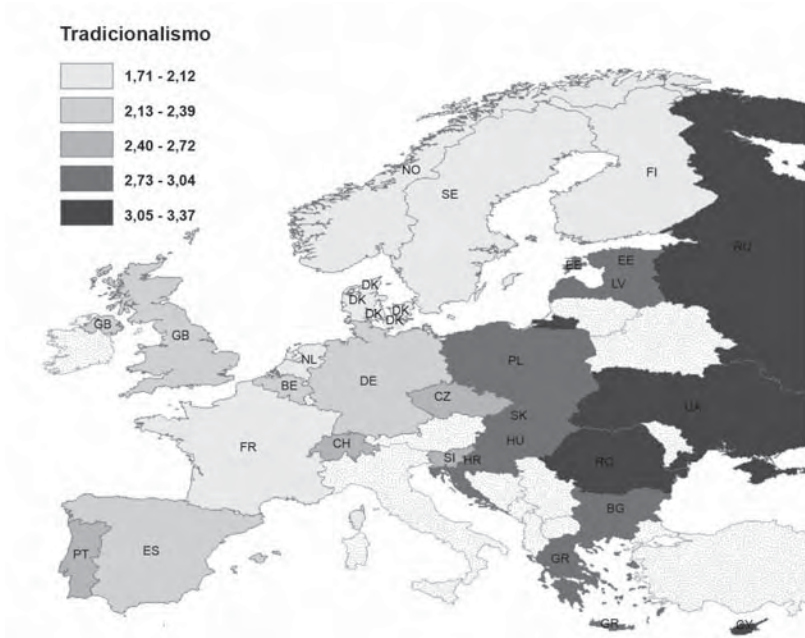 Tradicionalismo
1,71 - 2,12
2,13 - 2,39
2,40 - 2,72
2,73 - 3,04
3,05 - 3,37
NO
SE
FI
RU
EE
EE
LV
DK
DK
DK
DK
DK
GB
GB
NL
BE
DE
PL
CZ
SK
UA
FR
CH
HU
SI
HR
RO
BG
PT
ES
GR
GR
CY